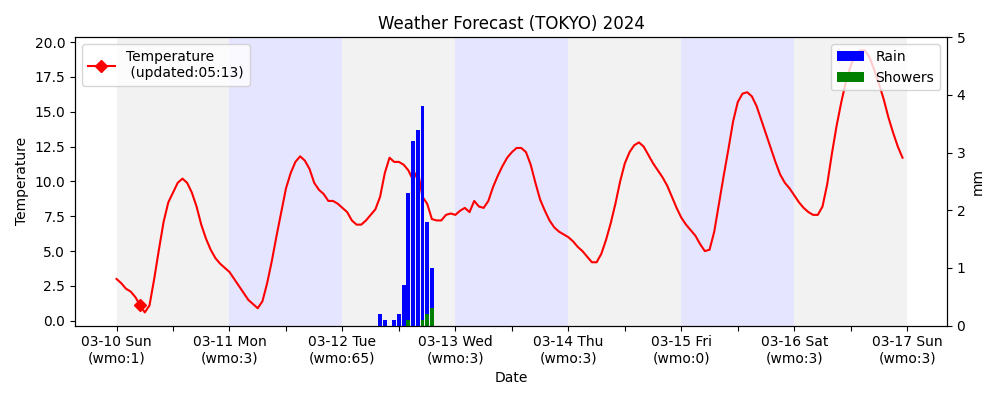 Weather Forecast (TOKYO) 2024
Temperature
(updated:05:13)
Rain
Showers
Temperature
20.0
17.5
15.0
12.5
10.0
7.5
5.0
2.5
0.0
5
4
3
2
1
0
mm
03-10 Sun
(wmo:1)
03-11 Mon
(wmo:3)
03-12 Tue
(wmo:65)
03-13 Wed
(wmo:3)
03-14 Thu
(wmo:3)
03-15 Fri
(wmo:0)
03-16 Sat
(wmo:3)
03-17 Sun
(wmo:3)
Date